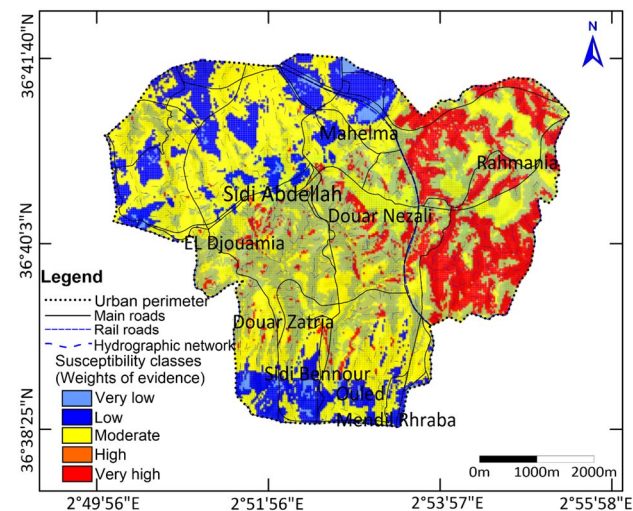 N
36°41'40"N
36°40'3"N
36°38'25"N
Mahelma
Rahmania
Sidi Abdellah
Douar Nezali
EL Djouamia
Douar Zatria
Sidi Bennour
Ouled
Mendil Rhraba
Legend
Urban perimeter
Main roads
Rail roads
Hydrographic network
Susceptibility classes
(Weights of evidence)
Very low
Low
Moderate
High
Very high
0m 1000m 2000m
2°49'56"E 2°51'56"E 2°53'57"E 2°55'58"E